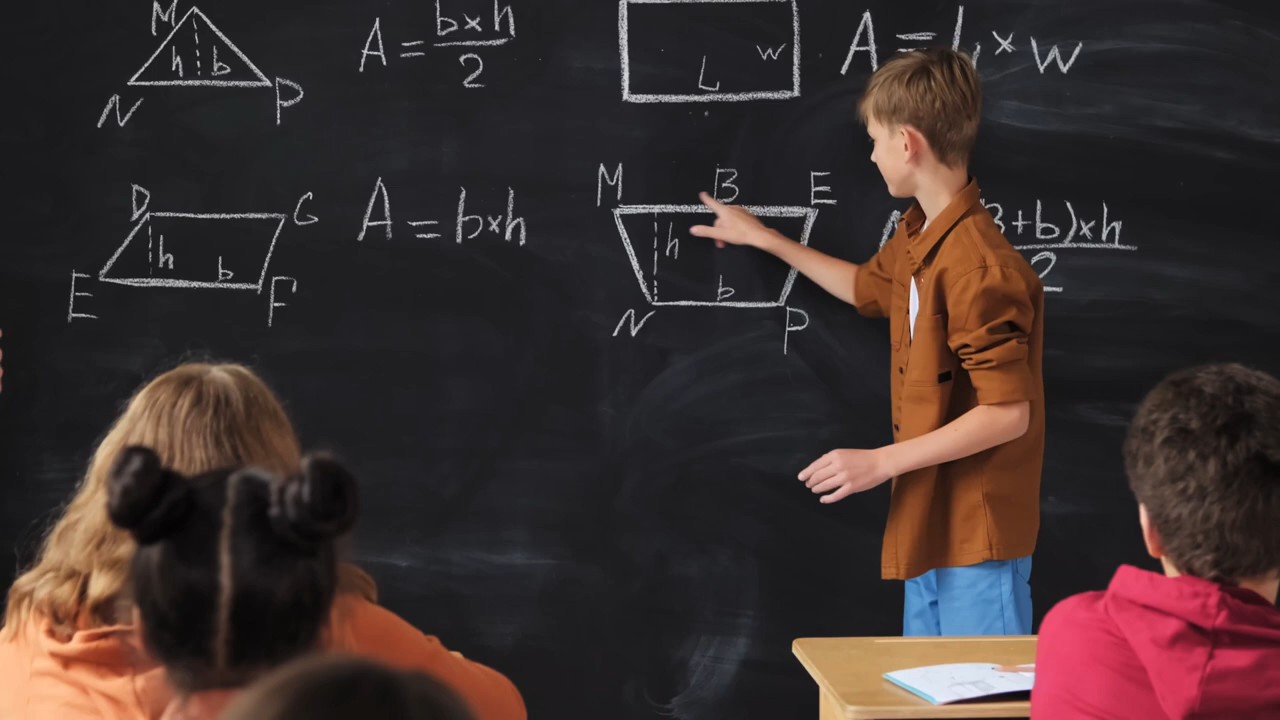 M
h b
N P
A = b×h
2
L w
A = L×w
D G
h b
E F
A = b×h
M B E
h b
N P
+b)×h
2